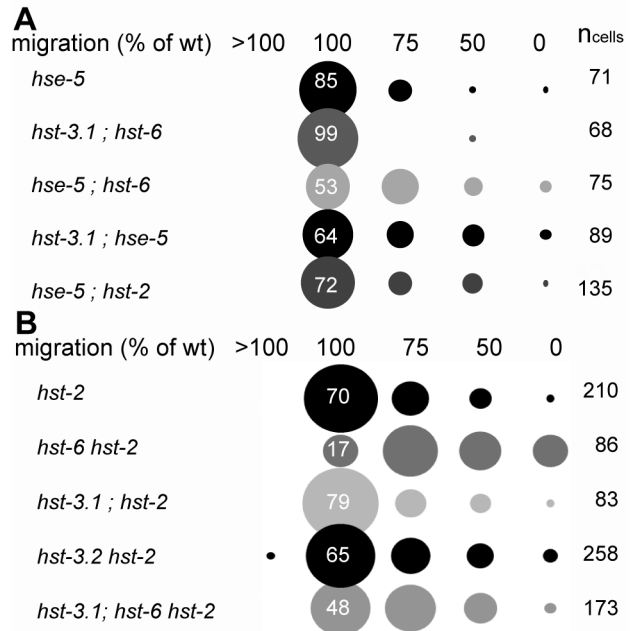 A
migration (% of wt) >100 100 75 50 0 ncells
hse-5 85 71
hst-3.1 ; hst-6 99 68
hse-5 ; hst-6 53 75
hst-3.1 ; hse-5 64 89
hse-5 ; hst-2 72 135
B
migration (% of wt) >100 100 75 50 0
hst-2 70 210
hst-6 hst-2 17 86
hst-3.1 ; hst-2 79 83
hst-3.2 hst-2 65 258
hst-3.1; hst-6 hst-2 48 173